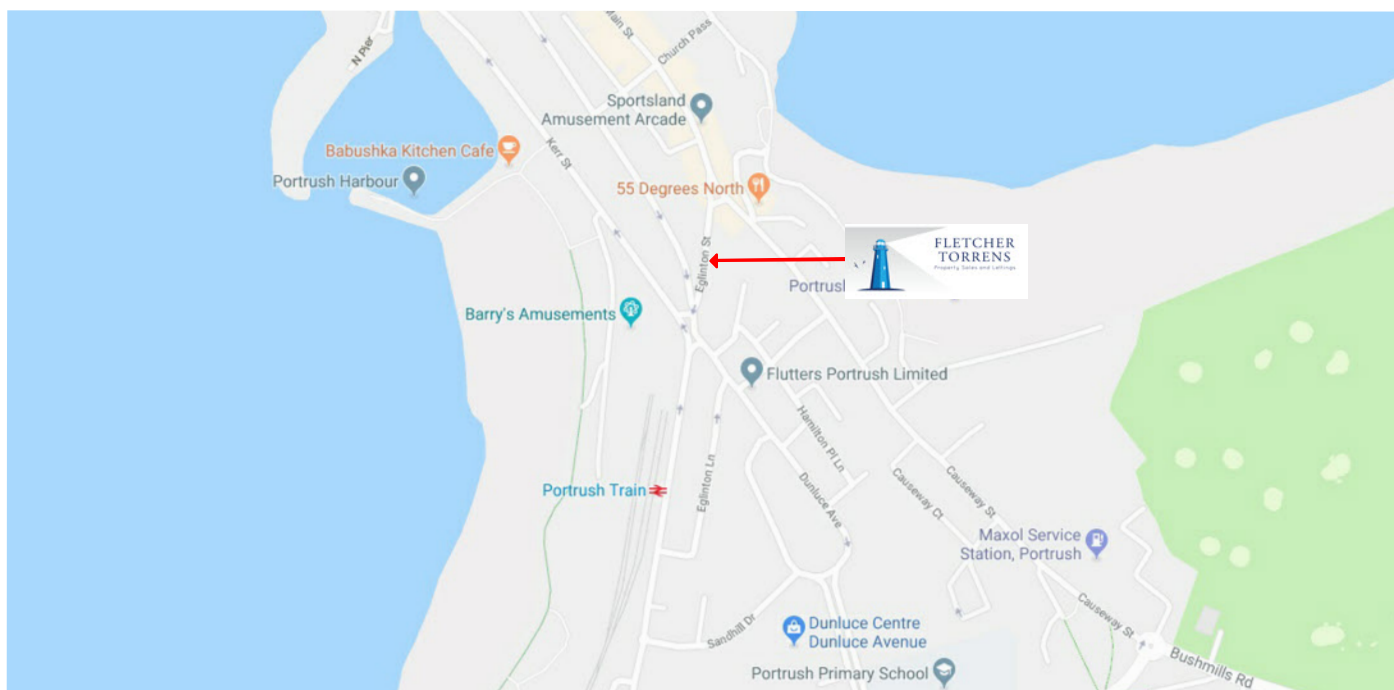 N Pier
Main St
Church Pass
Sportsland
Amusement Arcade
Kerr St
Babushka Kitchen Cafe
Portrush Harbour
55 Degrees North
Eglinton St
FLETCHER
TORRENS
Property Sales and Lettings
Portrush
Barry's Amusements
Flutters Portrush Limited
Hamilton Pl Ln
Eglinton Ln
Portrush Train
Dunluce Ave
Causeway Ct
Causeway St
Maxol Service
Station, Portrush
Causeway St
Sandhill Dr
Dunluce Centre
Dunluce Avenue
Portrush Primary School
Bushmills Rd